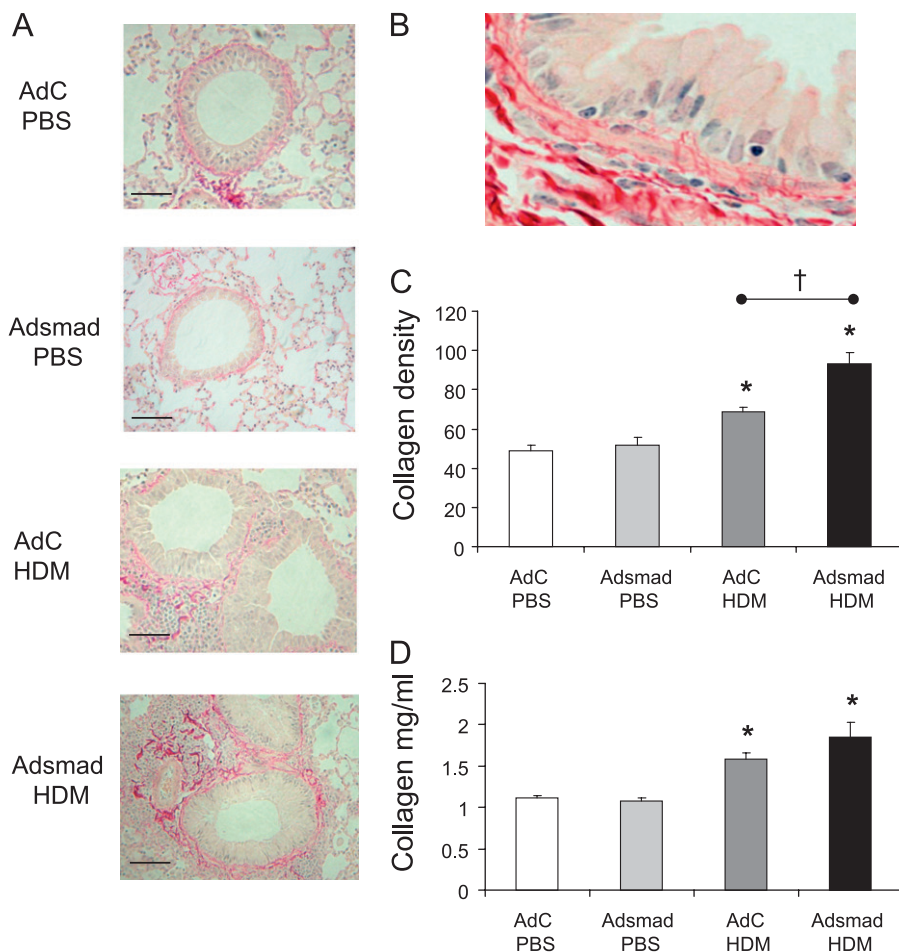 A
AdC
PBS
Adsmad
PBS
AdC
HDM
Adsmad
HDM
B
C
Collagen density
120
100
80
60
40
20
0
*
*
†
AdC
PBS
Adsmad
PBS
AdC
HDM
Adsmad
HDM
D
Collagen mg/ml
2.5
2
1.5
1
0.5
0
*
*
AdC
PBS
Adsmad
PBS
AdC
HDM
Adsmad
HDM